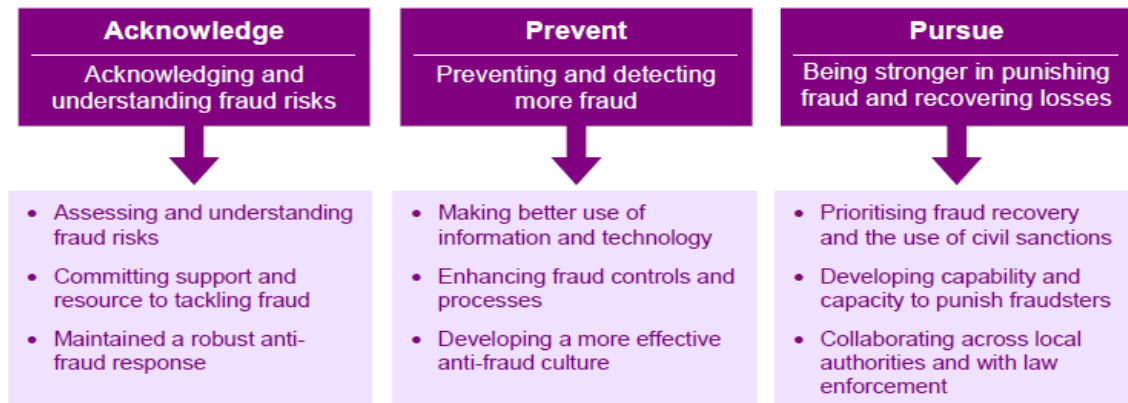 Acknowledge
Acknowledging and
understanding fraud risks
• Assessing and understanding
fraud risks
• Committing support and
resource to tackling fraud
• Maintained a robust anti-
fraud response
Prevent
Preventing and detecting
more fraud
• Making better use of
information and technology
• Enhancing fraud controls and
processes
• Developing a more effective
anti-fraud culture
Pursue
Being stronger in punishing
fraud and recovering losses
• Prioritising fraud recovery
and the use of civil sanctions
• Developing capability and
capacity to punish fraudsters
• Collaborating across local
authorities and with law
enforcement